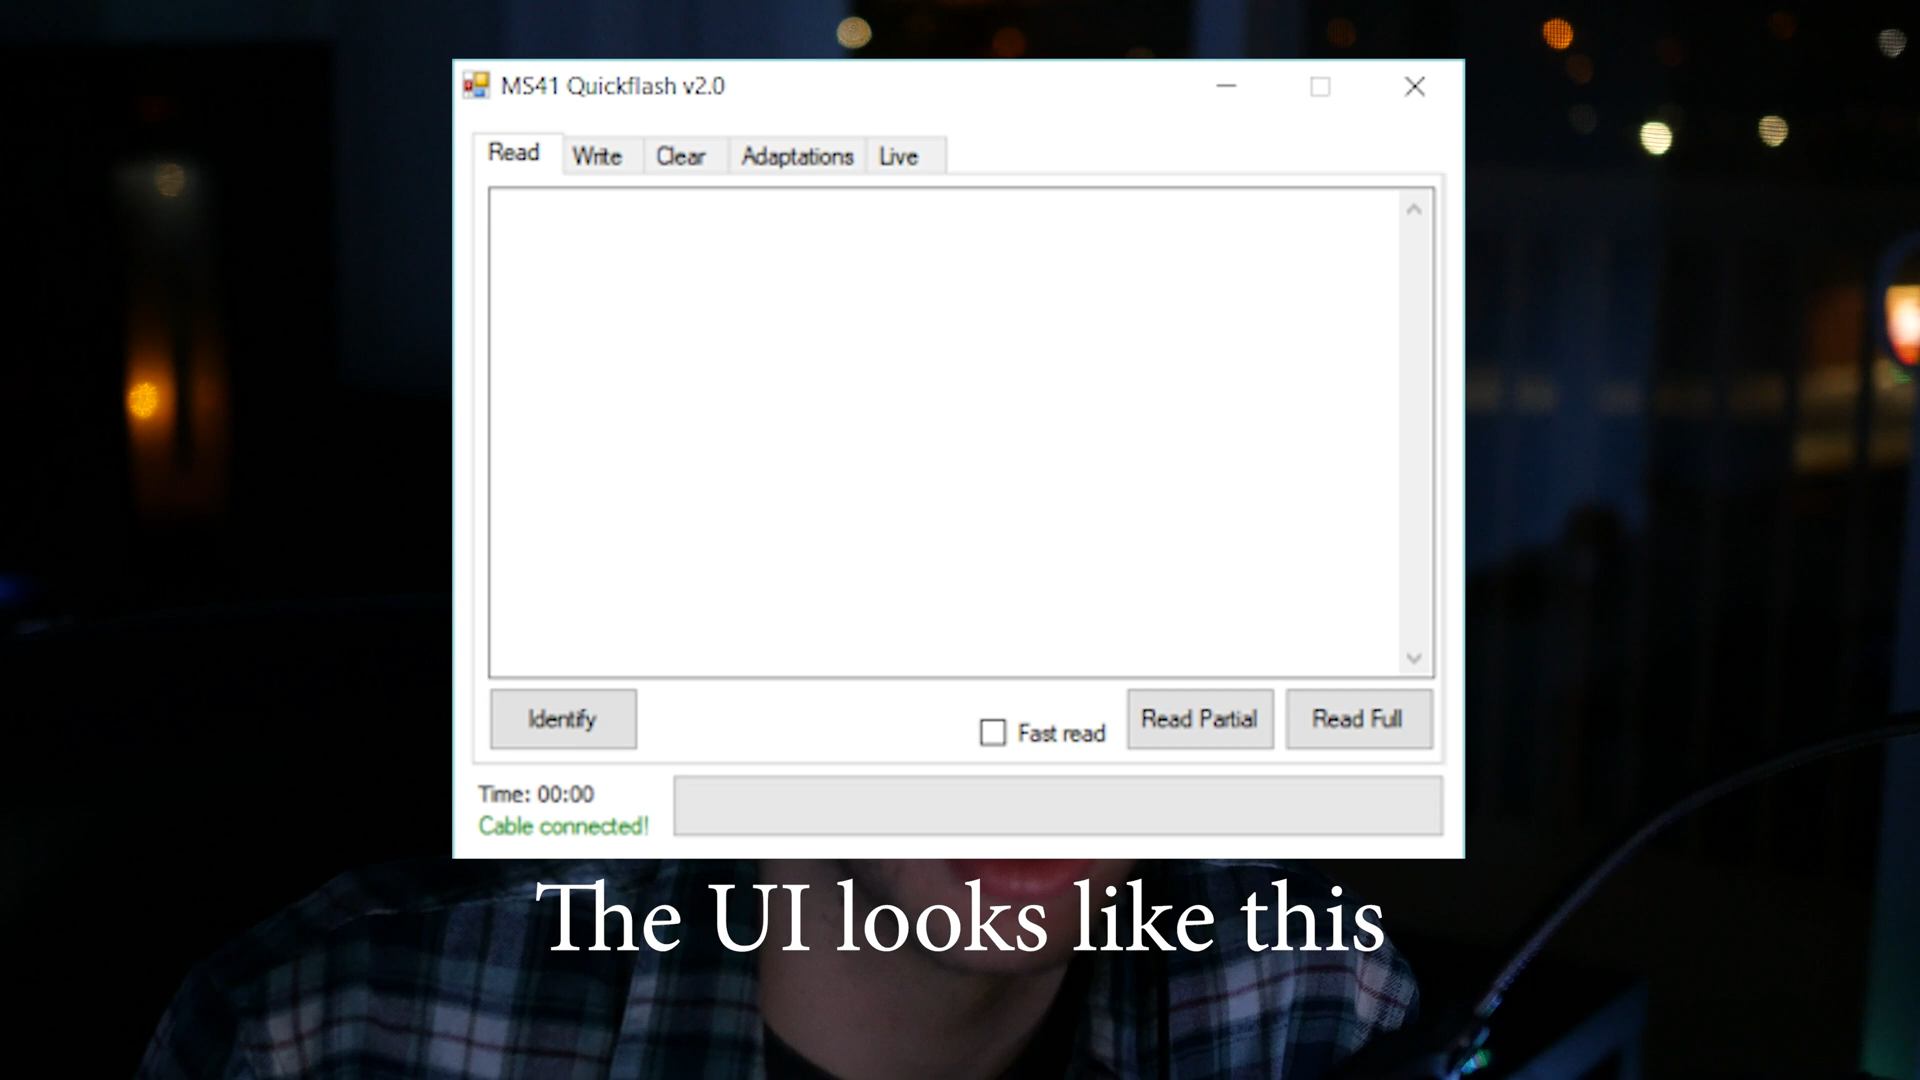 MS41 Quickflash v2.0
Read Write Clear Adaptations Live
Identify
Fast read
Read Partial
Read Full
Time: 00:00
Cable connected!
The UI looks like this